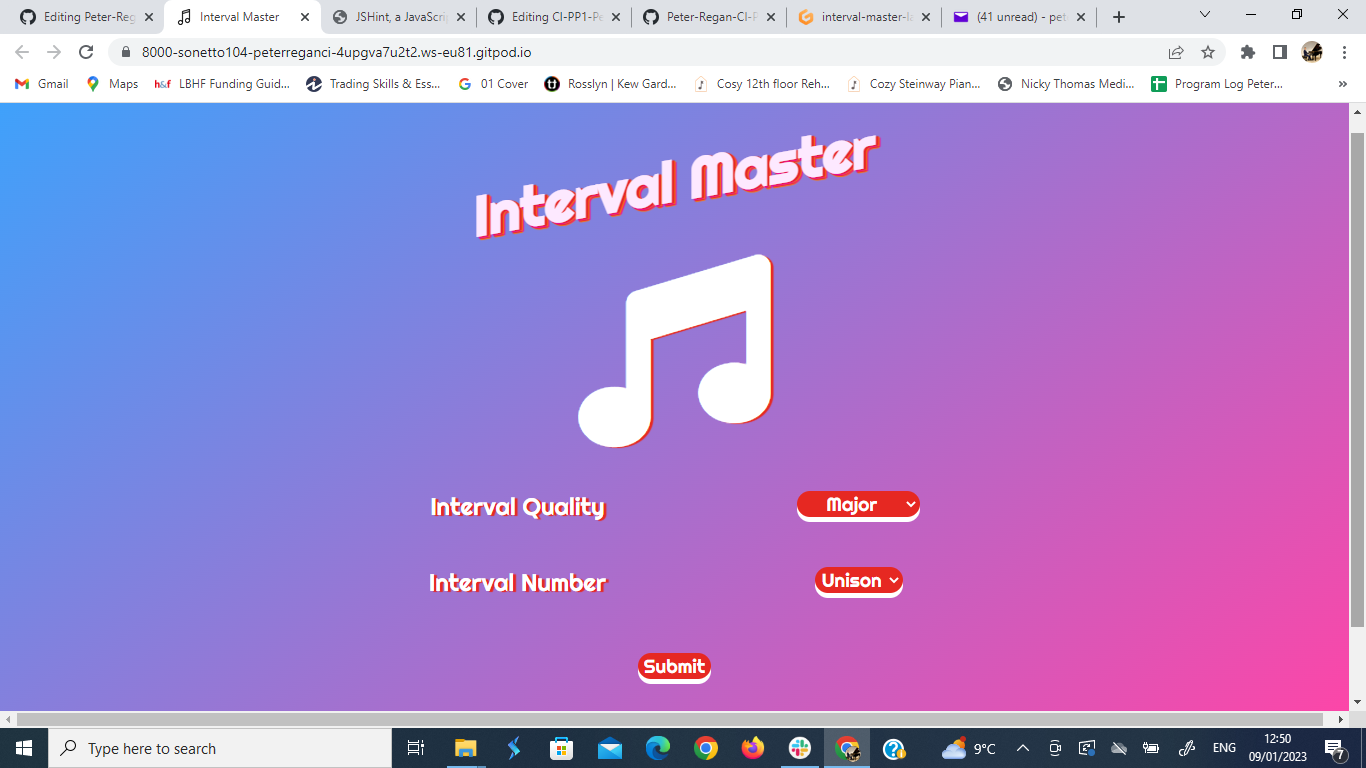 Editing Peter-Reg
Interval Master
JSHint, a JavaScri
Editing CI-PP1-Pe
Peter-Regan-CI-P
interval-master-la
(41 unread) - pet
8000-sonetto104-peterreganci-4upgva7u2t2.ws-eu81.gitpod.io
Gmail
Maps
h&f LBHF Funding Guid...
Trading Skills & Ess...
01 Cover
Rosslyn | Kew Gard...
Cosy 12th floor Reh...
Cozy Steinway Pian...
Nicky Thomas Medi...
Program Log Peter...
»
Interval Master
Interval Quality
Major
Interval Number
Unison
Submit
Type here to search
9°C
ENG
12:50
09/01/2023
7